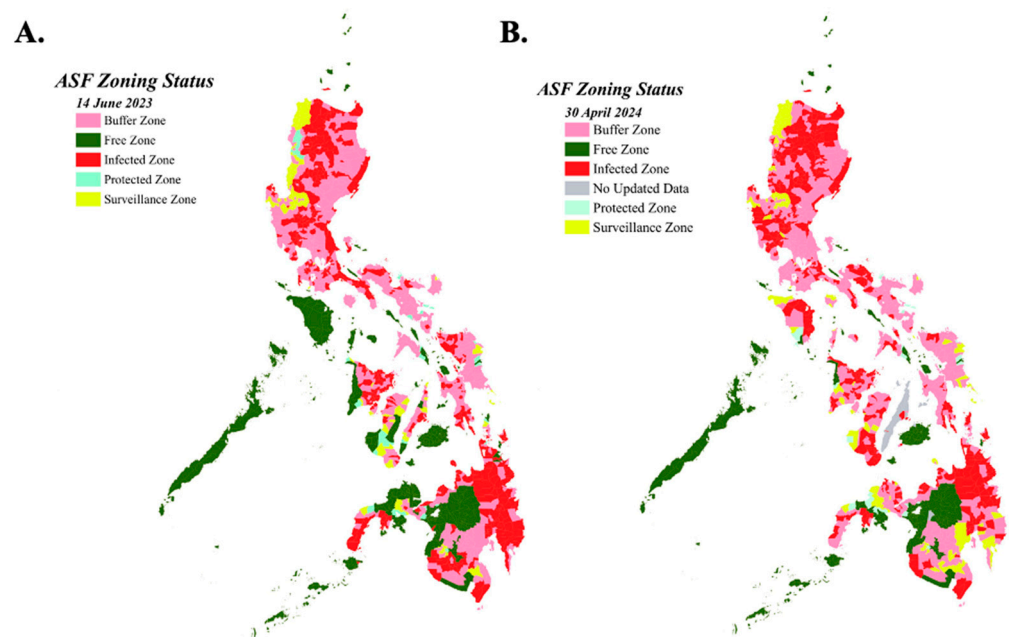 A.
ASF Zoning Status
14 June 2023
Buffer Zone
Free Zone
Infected Zone
Protected Zone
Surveillance Zone
B.
ASF Zoning Status
30 April 2024
Buffer Zone
Free Zone
Infected Zone
No Updated Data
Protected Zone
Surveillance Zone